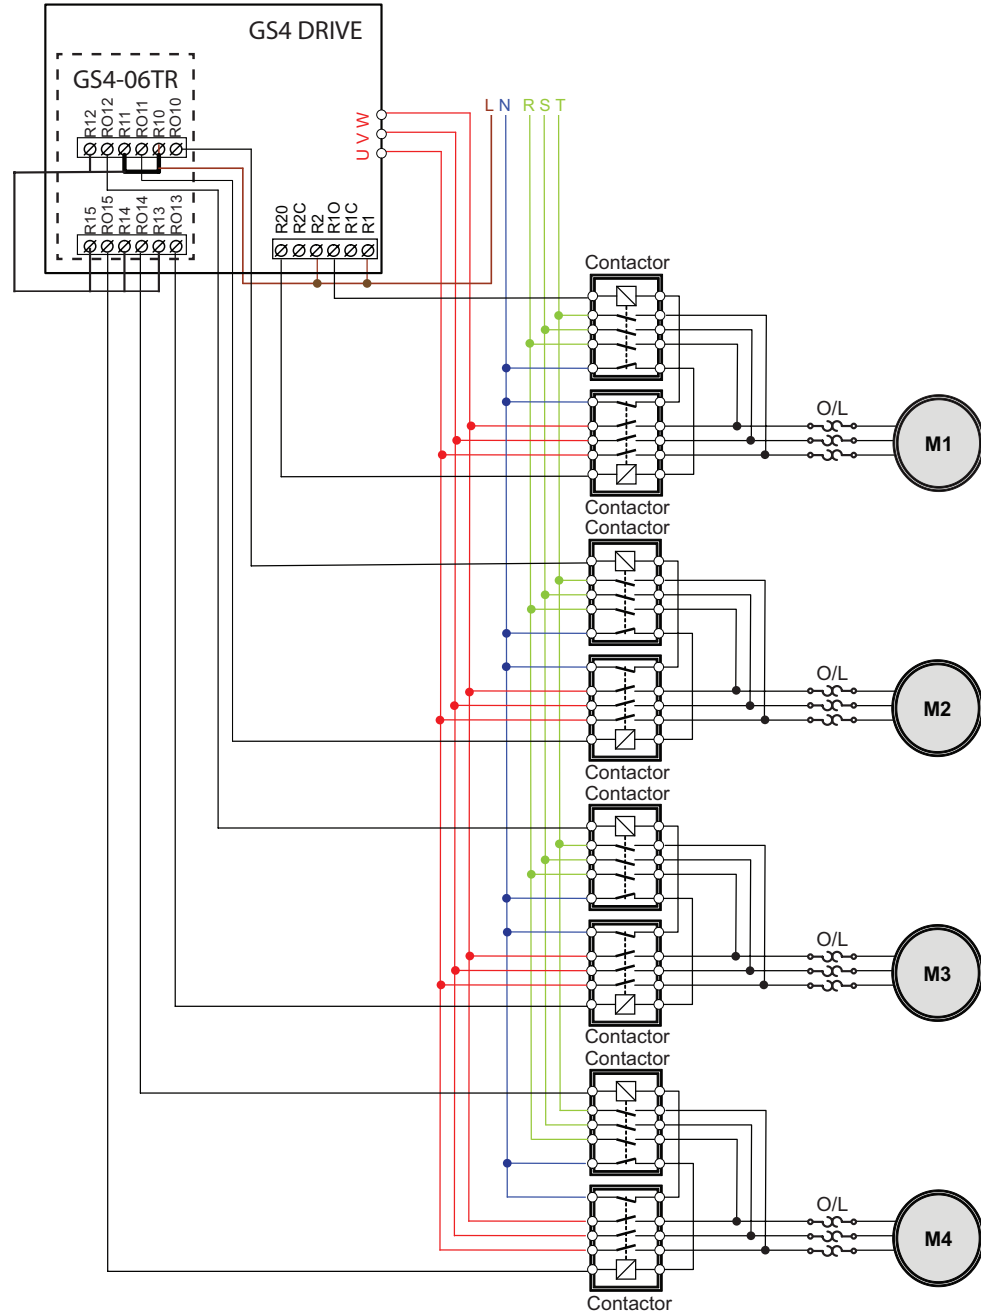 GS4 DRIVE
GS4-06TR
R12
RO12
R11
RO11
R10
RO10
L N R S T
U V W
R15
RO15
R14
RO14
R13
RO13
R2O
R2C
R2
R1O
R1C
R1
Contactor
O/L
M1
Contactor
Contactor
O/L
M2
Contactor
Contactor
O/L
M3
Contactor
Contactor
O/L
M4
Contactor